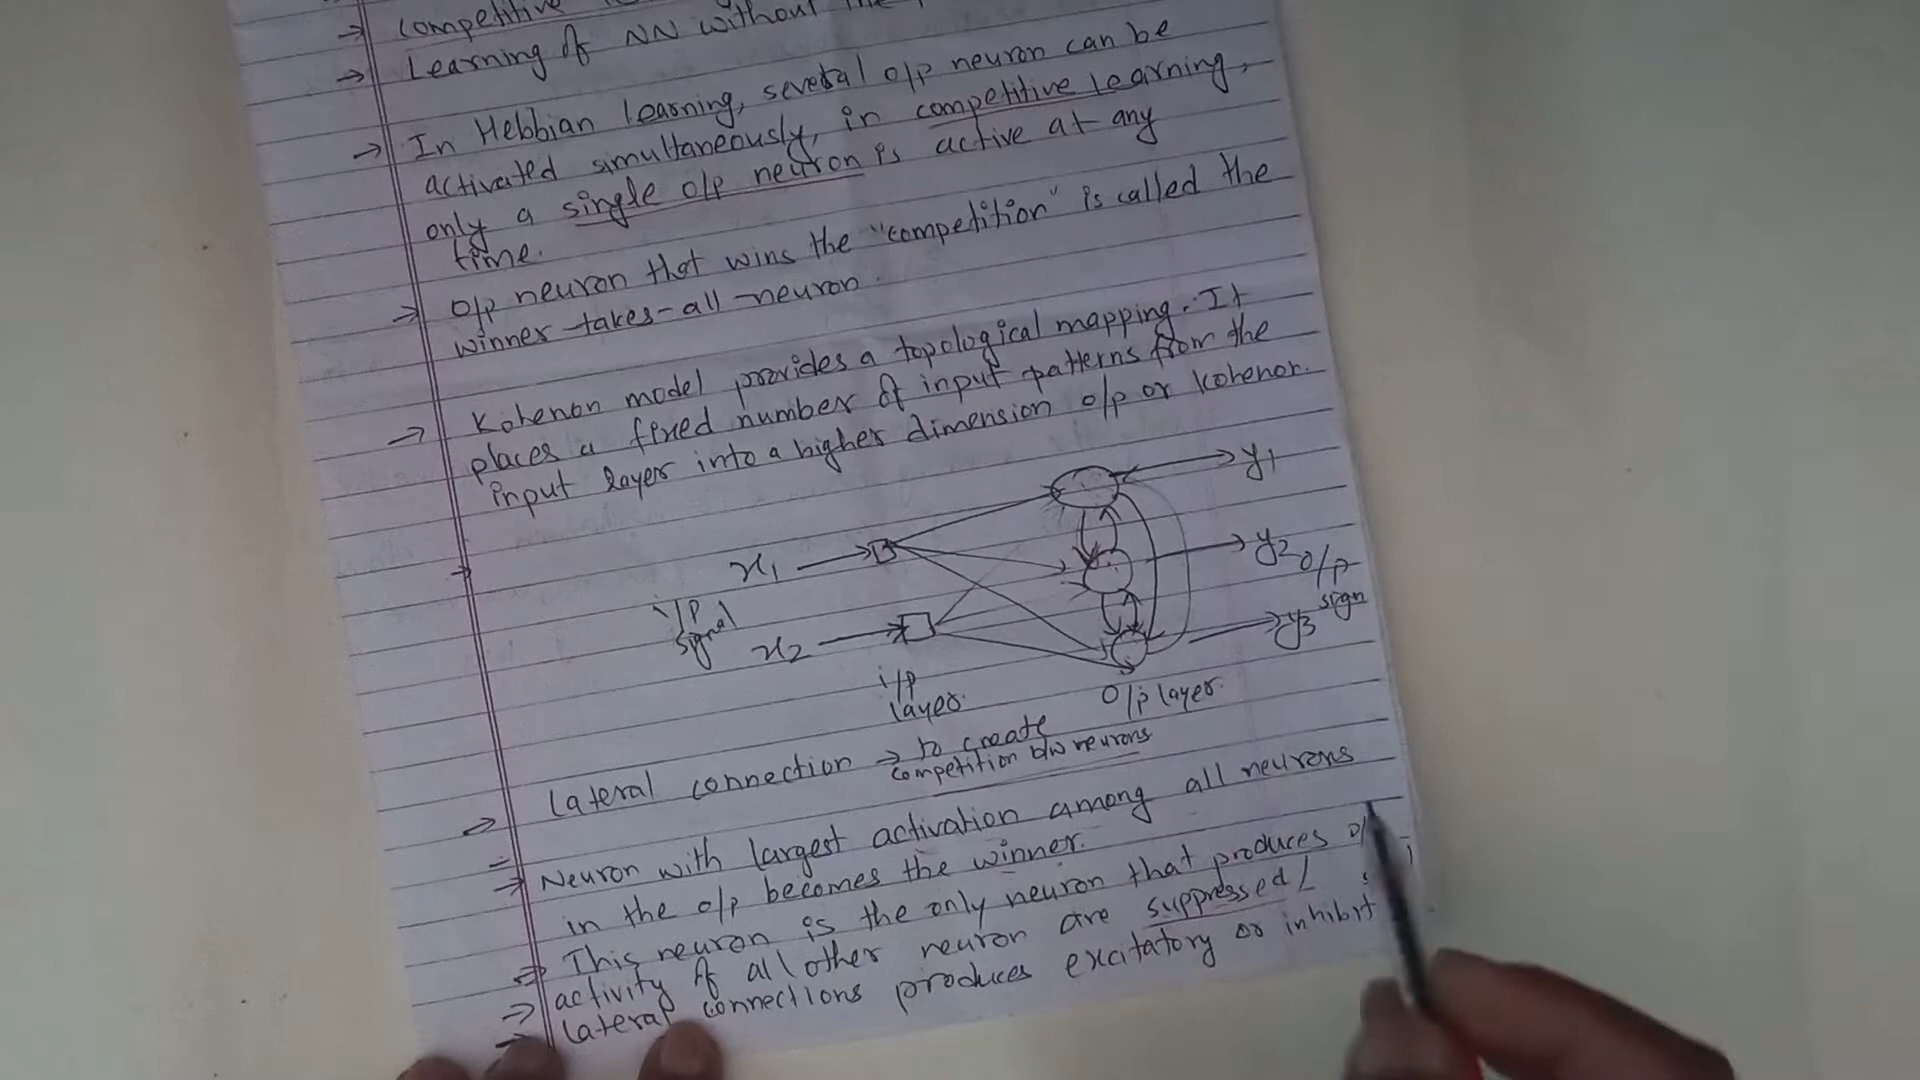 → competitive
→ Learning of NN without the
→ In Hebbian learning, several o/p neuron can be
activated simultaneously, in competitive learning,
only a single o/p neuron is active at any
time.
→ O/p neuron that wins the "competition" is called the
winner-takes-all-neuron.
→ Kohenon model provides a topological mapping. It
places a fixed number of input patterns from the
input layer into a higher dimension o/p or Kohenon.
y1
x1
y2 o/p
sign
i/p
signal
x2
y3
i/p
layer.
O/p layer.
→ Lateral connection → to create
competition b/w neurons
→ Neuron with largest activation among all neurons
in the o/p becomes the winner.
→ This neuron is the only neuron that produces o/
→ activity of all other neuron are suppressed/
→ Lateral connections produces excitatory or inhibit